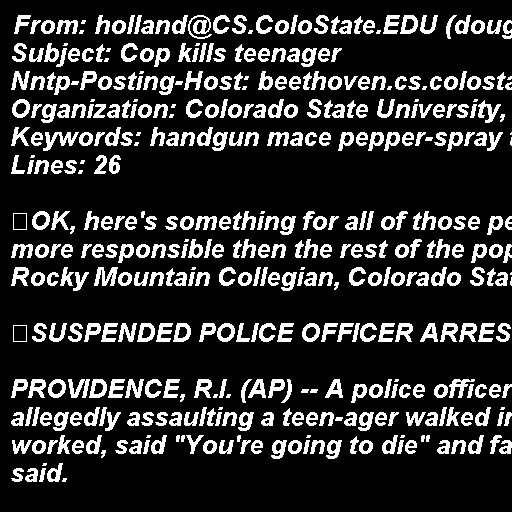 From: holland@CS.ColoState.EDU (doug
Subject: Cop kills teenager
Nntp-Posting-Host: beethoven.cs.colosta
Organization: Colorado State University,
Keywords: handgun mace pepper-spray
Lines: 26

OK, here's something for all of those pe
more responsible then the rest of the pop
Rocky Mountain Collegian, Colorado Stat

SUSPENDED POLICE OFFICER ARRES

PROVIDENCE, R.I. (AP) -- A police officer
allegedly assaulting a teen-ager walked in
worked, said "You're going to die" and fa
said.